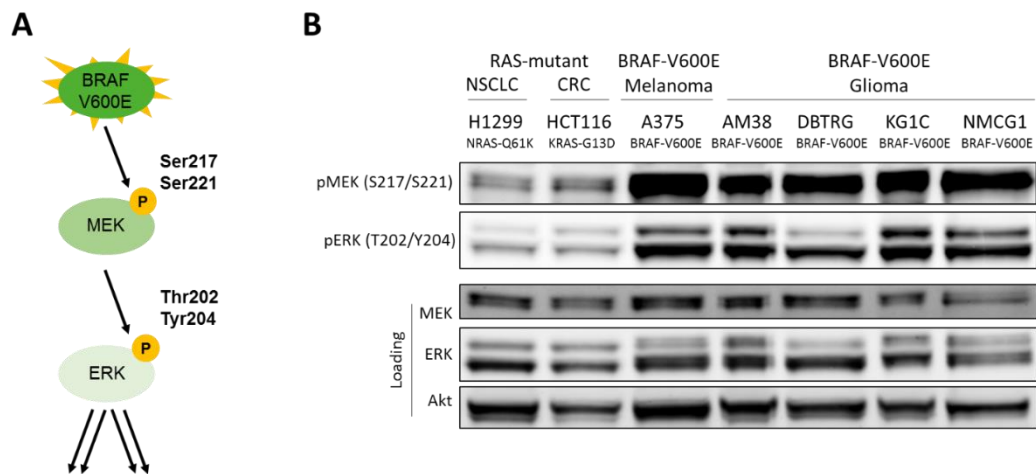 A
BRAF
V600E
Ser217
Ser221
P
MEK
Thr202
Tyr204
P
ERK
B
RAS-mutant
BRAF-V600E
BRAF-V600E
NSCLC
CRC
Melanoma
Glioma
H1299
HCT116
A375
AM38
DBTRG
KG1C
NMCG1
NRAS-Q61K
KRAS-G13D
BRAF-V600E
BRAF-V600E
BRAF-V600E
BRAF-V600E
BRAF-V600E
pMEK (S217/S221)
pERK (T202/Y204)
Loading
MEK
ERK
Akt